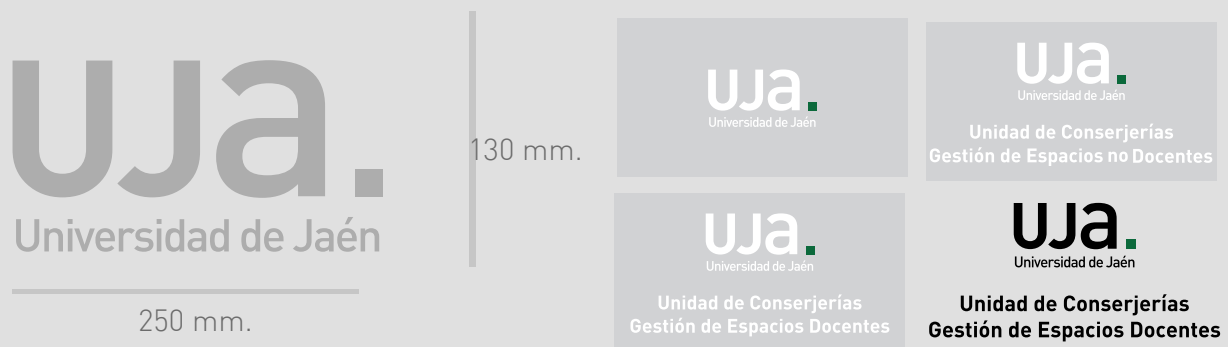 uja.
Universidad de Jaén
250 mm.
130 mm.
uja.
Universidad de Jaén
uja.
Universidad de Jaén
Unidad de Conserjerías
Gestión de Espacios no Docentes
uja.
Universidad de Jaén
Unidad de Conserjerías
Gestión de Espacios Docentes
uja.
Universidad de Jaén
Unidad de Conserjerías
Gestión de Espacios Docentes